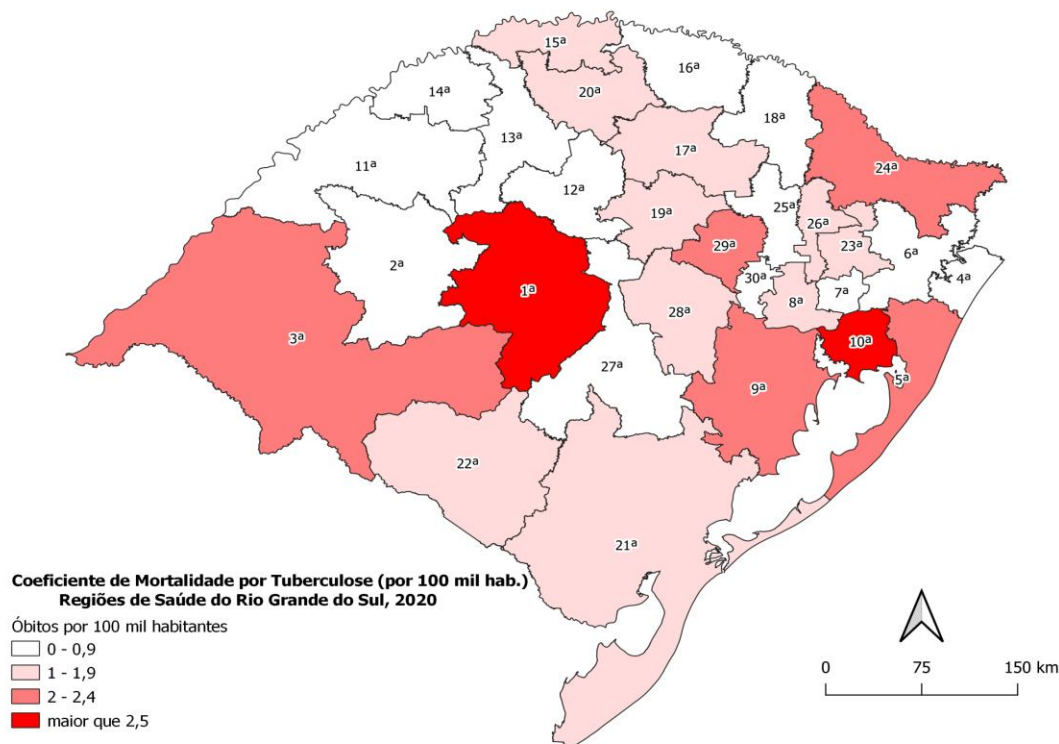 15ª
16ª
14ª
20ª
18ª
13ª
17ª
11ª
24ª
12ª
25ª
19ª
26ª
29ª
23ª
6ª
2ª
30ª
4ª
1ª
7ª
8ª
28ª
3ª
10ª
27ª
5ª
9ª
22ª
21ª
Coeficiente de Mortalidade por Tuberculose (por 100 mil hab.)
Regiões de Saúde do Rio Grande do Sul, 2020
Óbitos por 100 mil habitantes
0 - 0,9
1 - 1,9
2 - 2,4
maior que 2,5
0 75 150 km